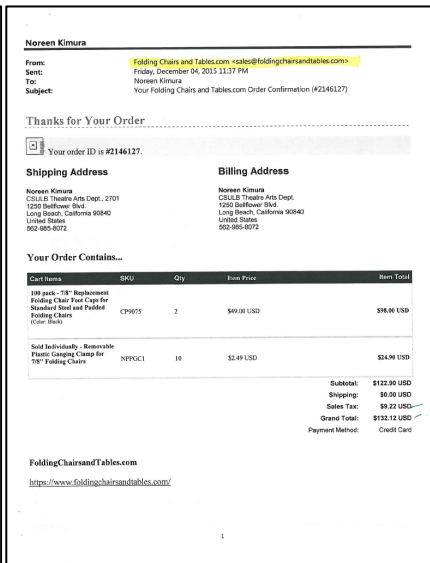 Noreen Kimura
From: Folding Chairs and Tables.com <sales@foldingchairsandtables.com>
Sent: Friday, December 04, 2015 11:37 PM
To: Noreen Kimura
Subject: Your Folding Chairs and Tables.com Order Confirmation (#2146127)
Thanks for Your Order
Your order ID is #2146127.
Shipping Address
Noreen Kimura
CSULB Theatre Arts Dept., 2701
1250 Bellflower Blvd.
Long Beach, California 90840
United States
562-985-8072
Billing Address
Noreen Kimura
CSULB Theatre Arts Dept.
1250 Bellflower Blvd.
Long Beach, California 90840
United States
562-985-8072
Your Order Contains...
Cart Items SKU Qty Item Price Item Total
100 pack - 7/8" Replacement
Folding Chair Foot Caps for
Standard Steel and Padded
Folding Chairs
(Color: Black)
CP9075 2 $49.00 USD $98.00 USD
Sold Individually - Removable
Plastic Ganging Clamp for
7/8" Folding Chairs
NPPGC1 10 $2.49 USD $24.90 USD
Subtotal: $122.90 USD
Shipping: $0.00 USD
Sales Tax: $9.22 USD
Grand Total: $132.12 USD
Payment Method: Credit Card
FoldingChairsandTables.com
https://www.foldingchairsandtables.com/
1